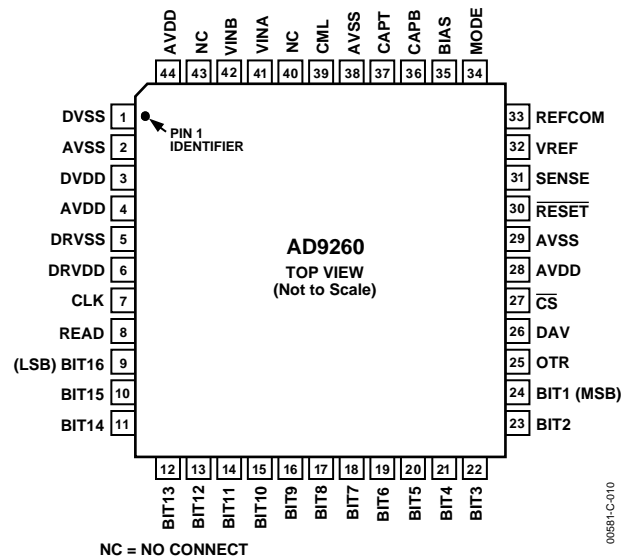 AVDD NC VINB VINA NC CML AVSS CAPT CAPB BIAS MODE
44 43 42 41 40 39 38 37 36 35 34
DVSS 1
AVSS 2
DVDD 3
AVDD 4
DRVSS 5
DRVDD 6
CLK 7
READ 8
(LSB) BIT16 9
BIT15 10
BIT14 11
PIN 1
IDENTIFIER
AD9260
TOP VIEW
(Not to Scale)
33 REFCOM
32 VREF
31 SENSE
30 RESET
29 AVSS
28 AVDD
27 CS
26 DAV
25 OTR
24 BIT1 (MSB)
23 BIT2
12 13 14 15 16 17 18 19 20 21 22
BIT13 BIT12 BIT11 BIT10 BIT9 BIT8 BIT7 BIT6 BIT5 BIT4 BIT3
NC = NO CONNECT
00581-C-010